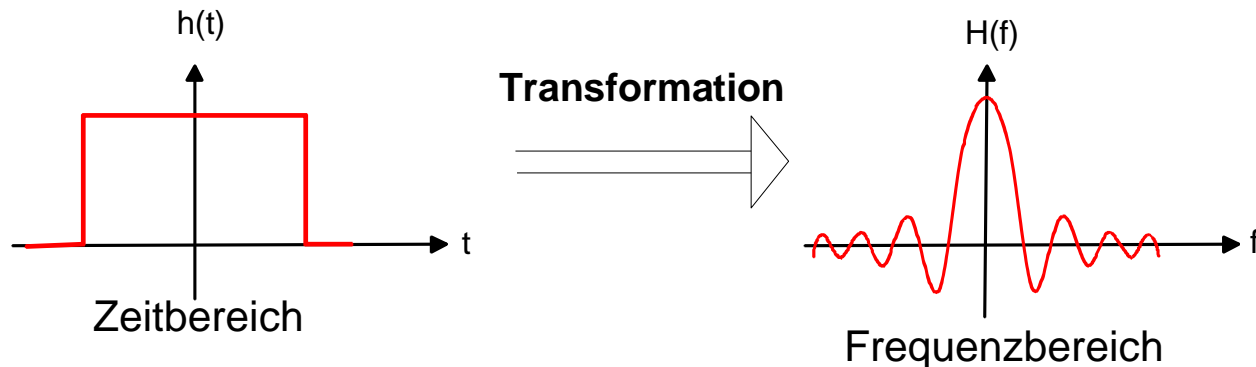 h(t)
H(f)
Transformation
t
f
Zeitbereich
Frequenzbereich